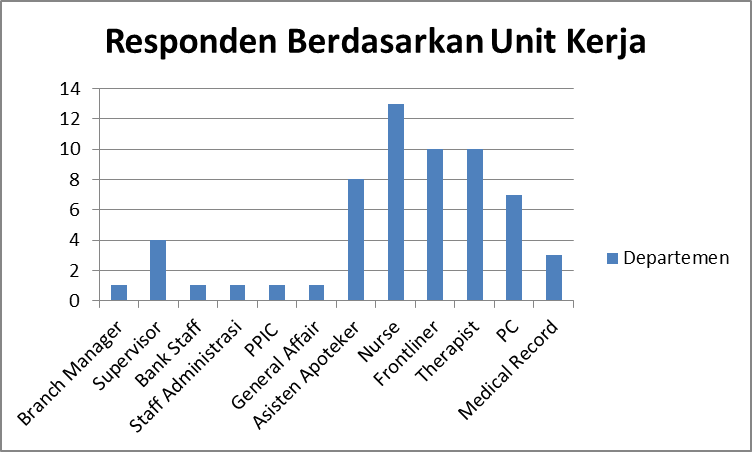 Responden Berdasarkan Unit Kerja
14
12
10
8
6
4
2
0
Branch Manager
Supervisor
Bank Staff
Staff Administrasi
PPIC
General Affair
Asisten Apoteker
Nurse
Frontliner
Therapist
PC
Medical Record
Departemen